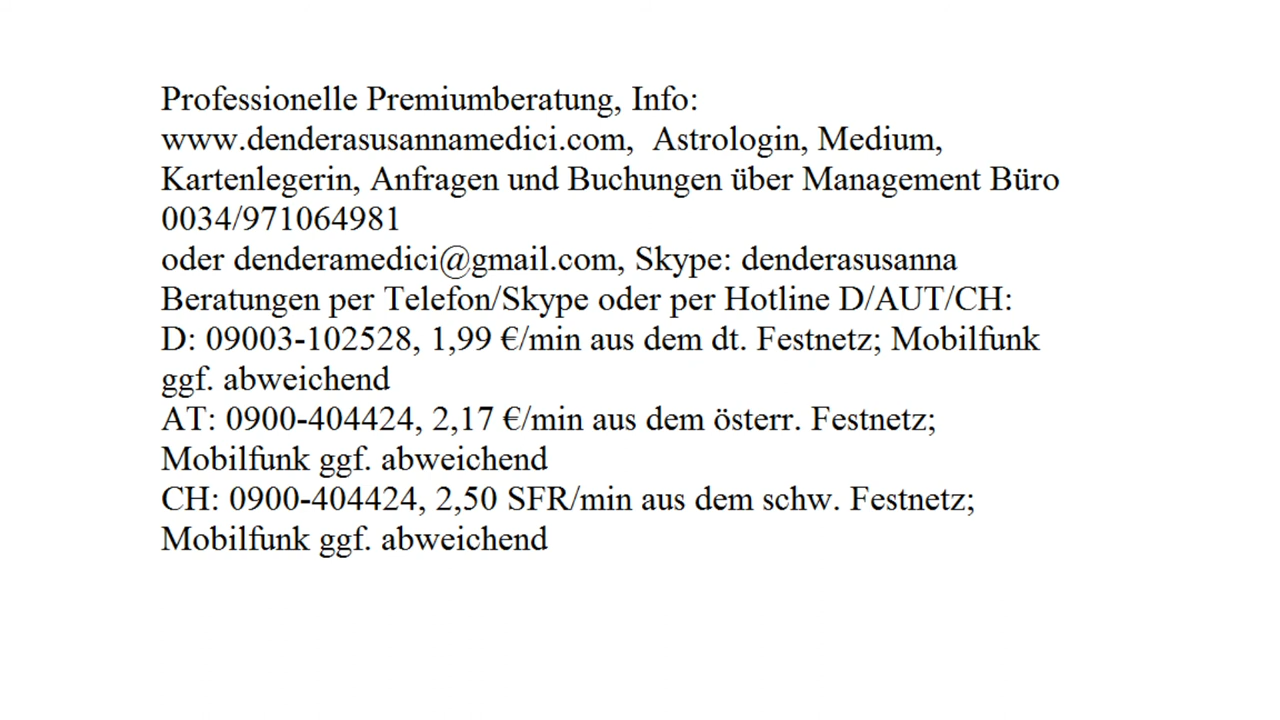 Professionelle Premiumberatung, Info:
www.denderasusannamedici.com,  Astrologin, Medium,
Kartenlegerin, Anfragen und Buchungen über Management Büro
0034/971064981
oder denderamedici@gmail.com, Skype: denderasusanna
Beratungen per Telefon/Skype oder per Hotline D/AUT/CH:
D: 09003-102528, 1,99 €/min aus dem dt. Festnetz; Mobilfunk
ggf. abweichend
AT: 0900-404424, 2,17 €/min aus dem österr. Festnetz;
Mobilfunk ggf. abweichend
CH: 0900-404424, 2,50 SFR/min aus dem schw. Festnetz;
Mobilfunk ggf. abweichend